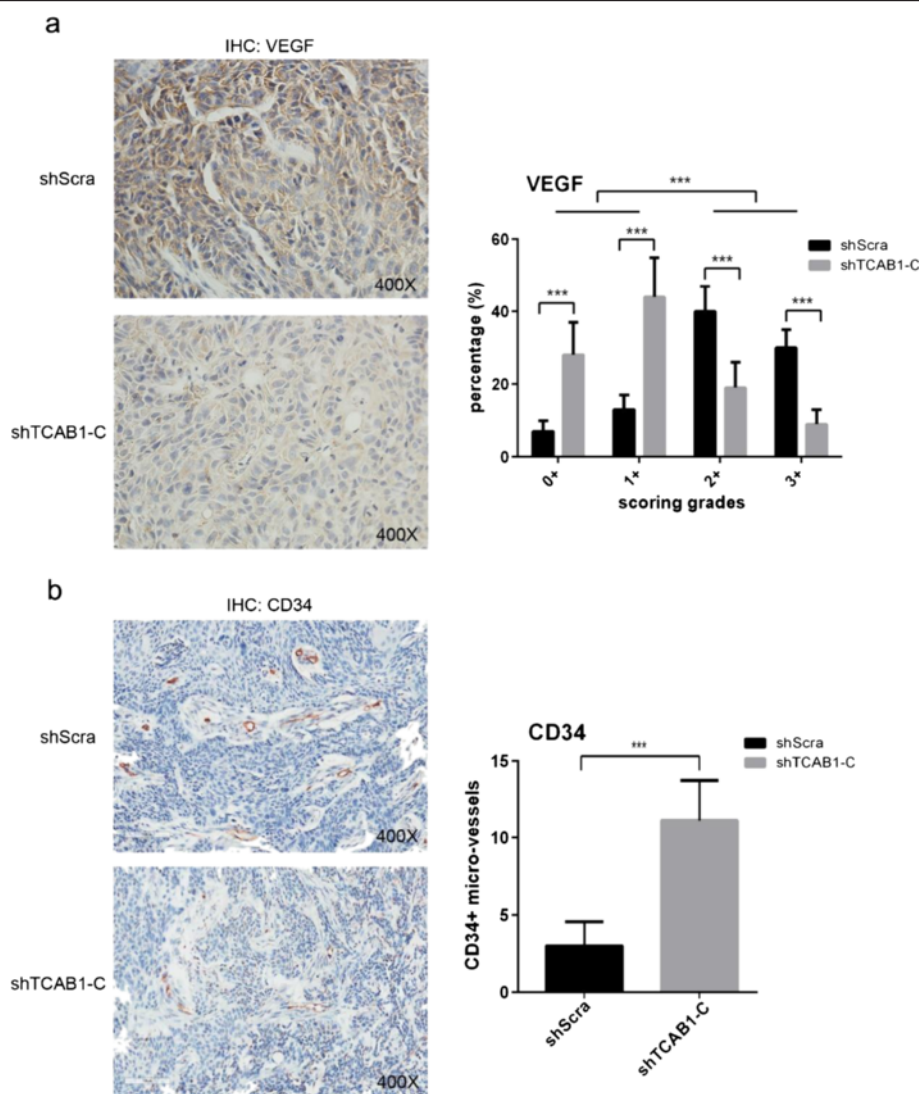 a
IHC: VEGF
shScra
400X
shTCAB1-C
400X
VEGF
***
***
***
***
***
shScra
shTCAB1-C
percentage (%)
60
40
20
0
0+
1+
2+
3+
scoring grades
b
IHC: CD34
shScra
400X
shTCAB1-C
400X
CD34
***
shScra
shTCAB1-C
CD34+ micro-vessels
15
10
5
0
shScra
shTCAB1-C